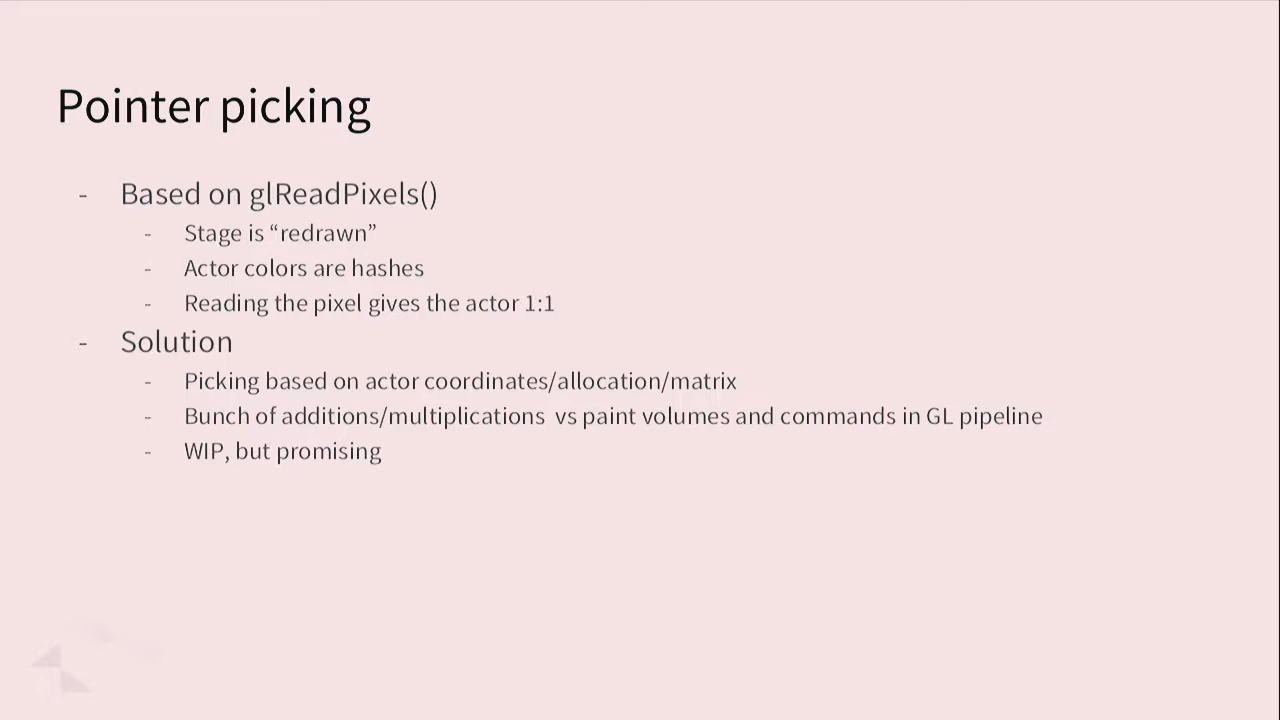 Pointer picking
- Based on glReadPixels()
- Stage is “redrawn”
- Actor colors are hashes
- Reading the pixel gives the actor 1:1
- Solution
- Picking based on actor coordinates/allocation/matrix
- Bunch of additions/multiplications vs paint volumes and commands in GL pipeline
- WIP, but promising